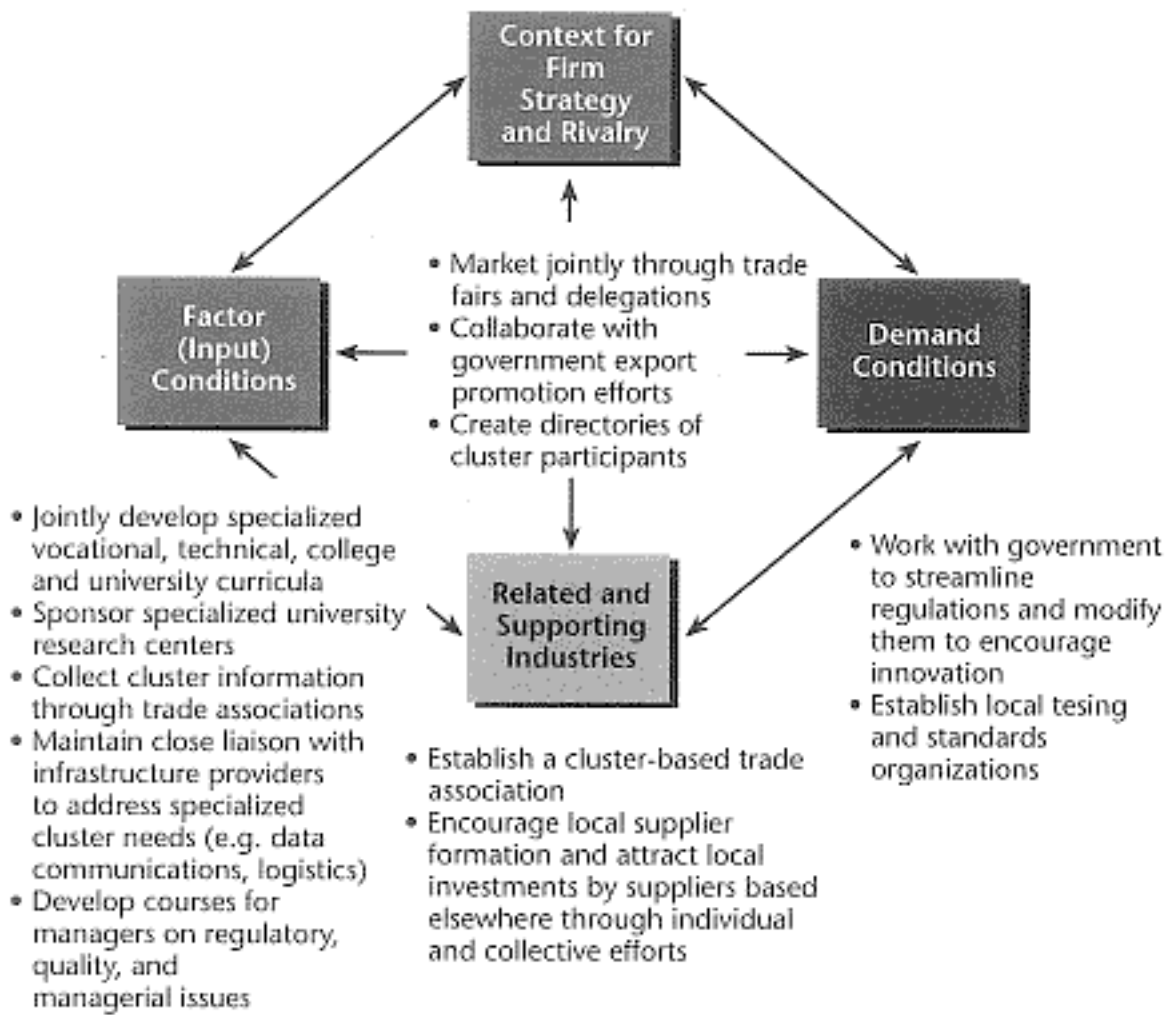 Context for
Firm
Strategy
and Rivalry
• Market jointly through trade
fairs and delegations
• Collaborate with
government export
promotion efforts
• Create directories of
cluster participants
Factor
(Input)
Conditions
Demand
Conditions
• Jointly develop specialized
vocational, technical, college
and university curricula
• Sponsor specialized university
research centers
• Collect cluster information
through trade associations
• Maintain close liaison with
infrastructure providers
to address specialized
cluster needs (e.g. data
communications, logistics)
• Develop courses for
managers on regulatory,
quality, and
managerial issues
Related and
Supporting
Industries
• Establish a cluster-based trade
association
• Encourage local supplier
formation and attract local
investments by suppliers based
elsewhere through individual
and collective efforts
• Work with government
to streamline
regulations and modify
them to encourage
innovation
• Establish local tesing
and standards
organizations